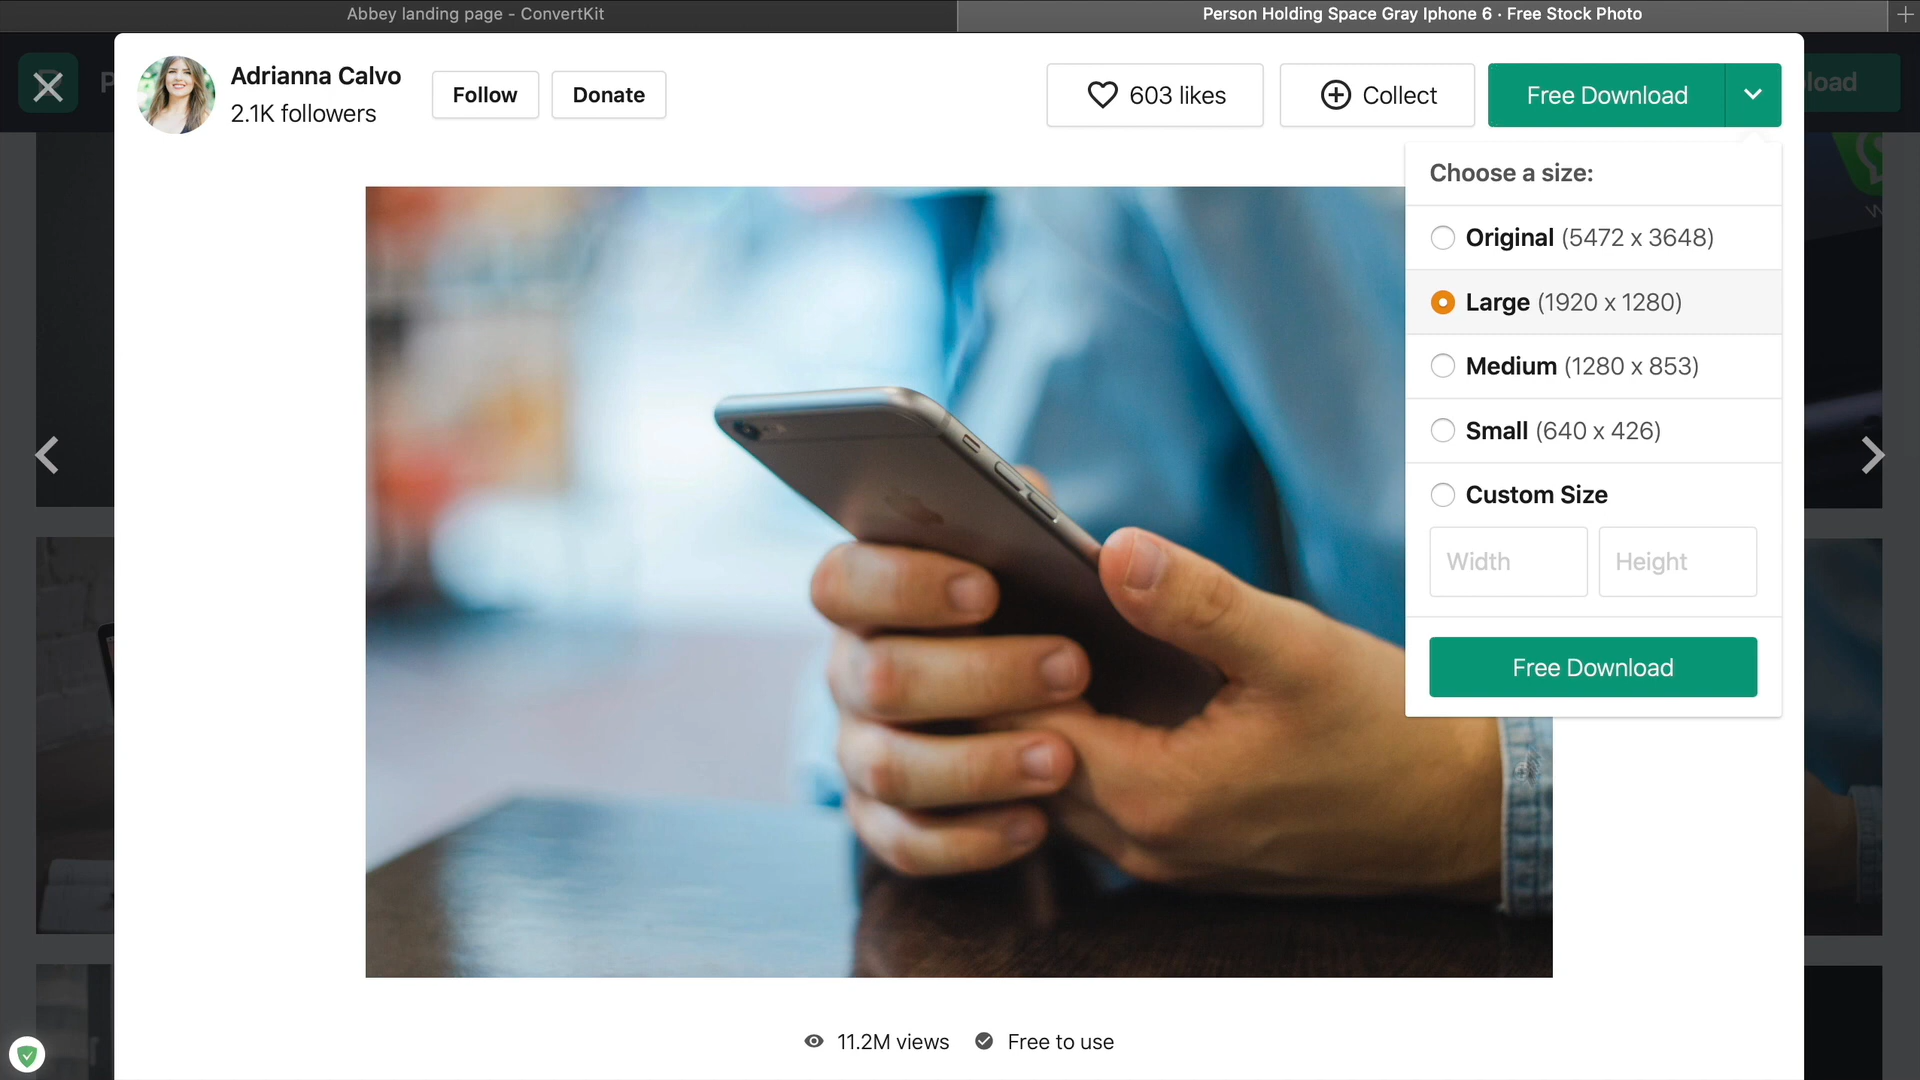 Abbey landing page - ConvertKit
Person Holding Space Gray Iphone 6 · Free Stock Photo
Adrianna Calvo
2.1K followers
Follow
Donate
603 likes
Collect
Free Download
Choose a size:
Original (5472 x 3648)
Large (1920 x 1280)
Medium (1280 x 853)
Small (640 x 426)
Custom Size
Width
Height
Free Download
11.2M views
Free to use